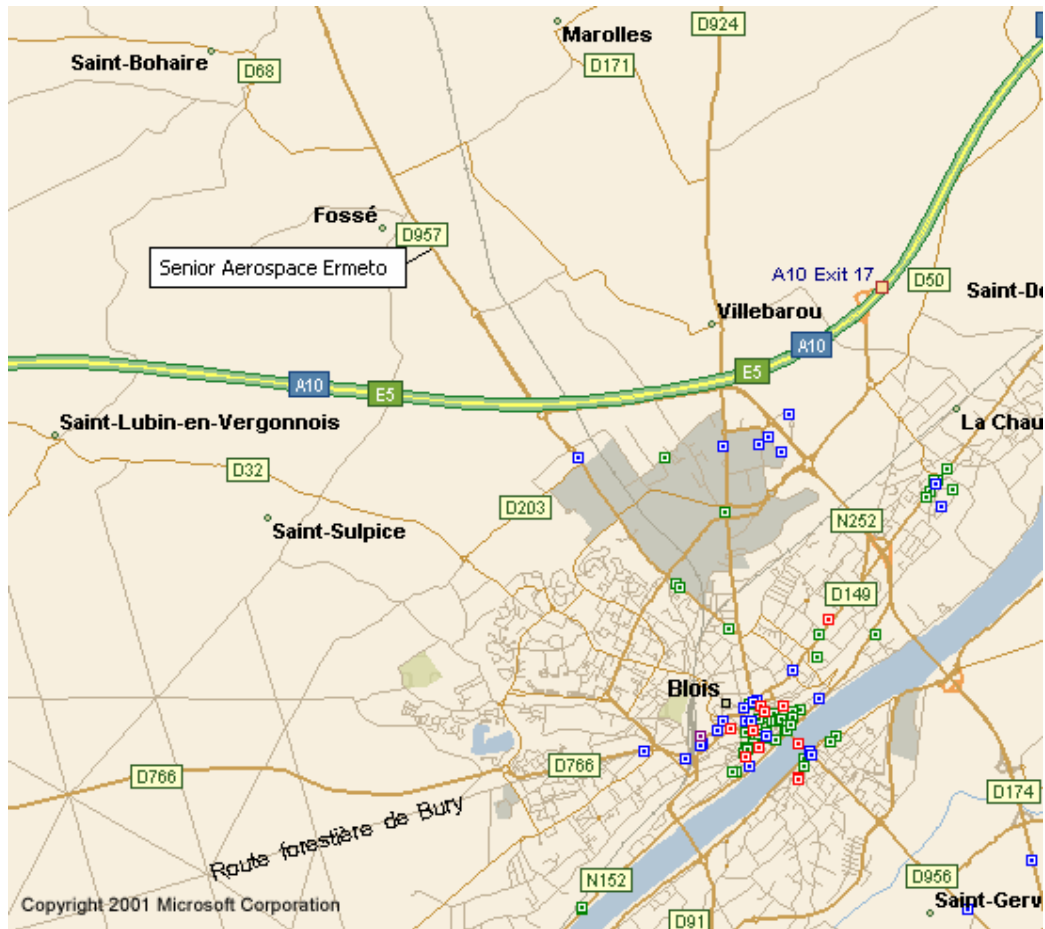 Marolles
D924
Saint-Bohaire
D68
D171
Fossé
D957
Senior Aerospace Ermeto
A10 Exit 17
D50
Saint-De
Villebarou
A10
E5
A10
E5
Saint-Lubin-en-Vergonnois
La Chau
D32
D203
N252
Saint-Sulpice
D149
Blois
D766
D766
D174
Route forestière de Bury
N152
D956
Copyright 2001 Microsoft Corporation
Saint-Gerv
D91